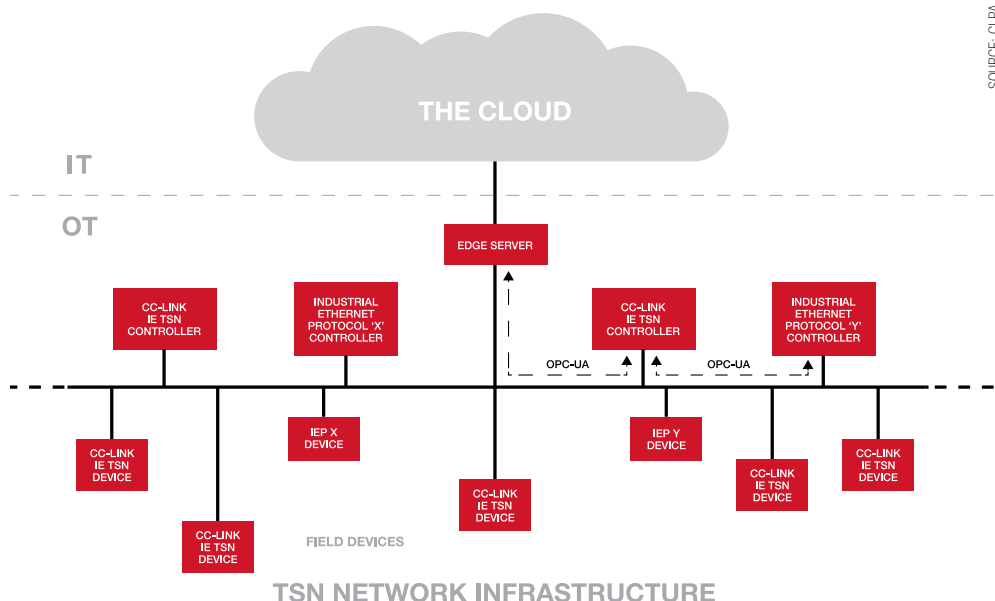 SOURCE: CLPA
THE CLOUD
IT
OT
EDGE SERVER
CC-LINK
IE TSN
CONTROLLER
INDUSTRIAL
ETHERNET
PROTOCOL 'X'
CONTROLLER
CC-LINK
IE TSN
CONTROLLER
INDUSTRIAL
ETHERNET
PROTOCOL 'Y'
CONTROLLER
OPC-UA
OPC-UA
CC-LINK
IE TSN
DEVICE
CC-LINK
IE TSN
DEVICE
IEP X
DEVICE
CC-LINK
IE TSN
DEVICE
IEP Y
DEVICE
CC-LINK
IE TSN
DEVICE
CC-LINK
IE TSN
DEVICE
FIELD DEVICES
TSN NETWORK INFRASTRUCTURE